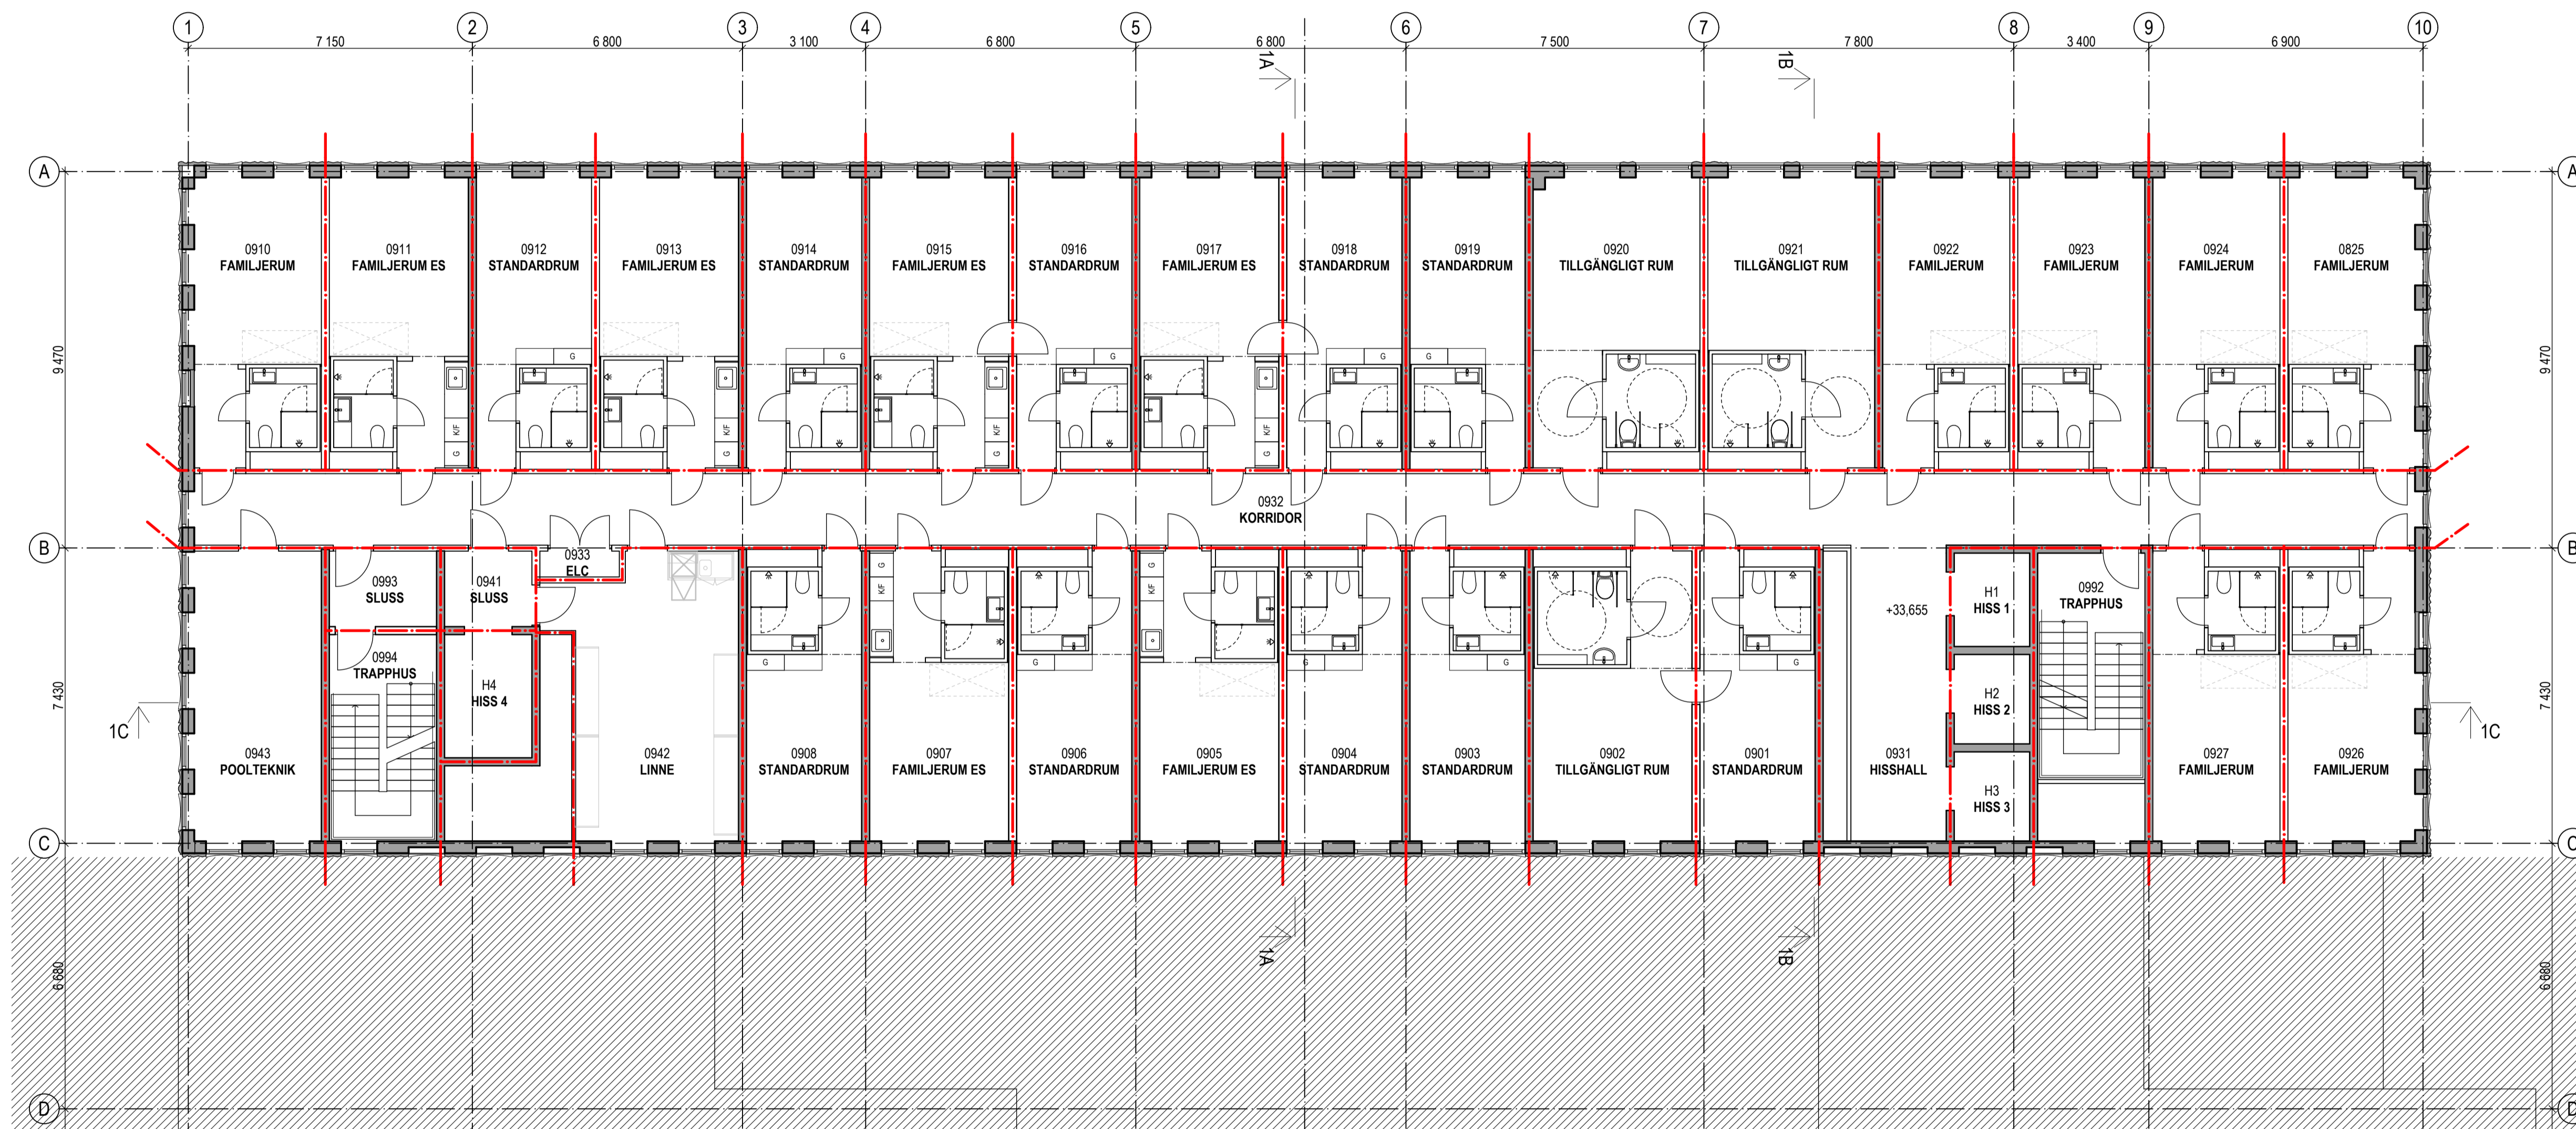 1 2 3 4 5 6 7 8 9 10
7 150 6 800 3 100 6 800 6 800 7 500 7 800 3 400 6 900
1A 1B
A A
0910 0911 0912 0913 0914 0915 0916 0917 0918 0919 0920 0921 0922 0923 0924 0825
FAMILJERUM FAMILJERUM ES STANDARDRUM FAMILJERUM ES STANDARDRUM FAMILJERUM ES STANDARDRUM FAMILJERUM ES STANDARDRUM STANDARDRUM TILLGÄNGLIGT RUM TILLGÄNGLIGT RUM FAMILJERUM FAMILJERUM FAMILJERUM FAMILJERUM
9 470 9 470
G G G G G
K/F K/F K/F K/F
G G G G
0932
KORRIDOR
B B
0933
ELC
G G
K/F K/F
0993
SLUSS
0941
SLUSS
H1
HISS 1
0992
TRAPPHUS
+33,655
0994
TRAPPHUS
G G G G G G
H4
HISS 4
H2
HISS 2
7 430 7 430
1C 1C
0943 0942 0908 0907 0906 0905 0904 0903 0902 0901 0931 0927 0926
POOLTEKNIK LINNE STANDARDRUM FAMILJERUM ES STANDARDRUM FAMILJERUM ES STANDARDRUM STANDARDRUM TILLGÄNGLIGT RUM STANDARDRUM HISSHALL FAMILJERUM FAMILJERUM
H3
HISS 3
C C
1A 1B
6 680 6 680
D D